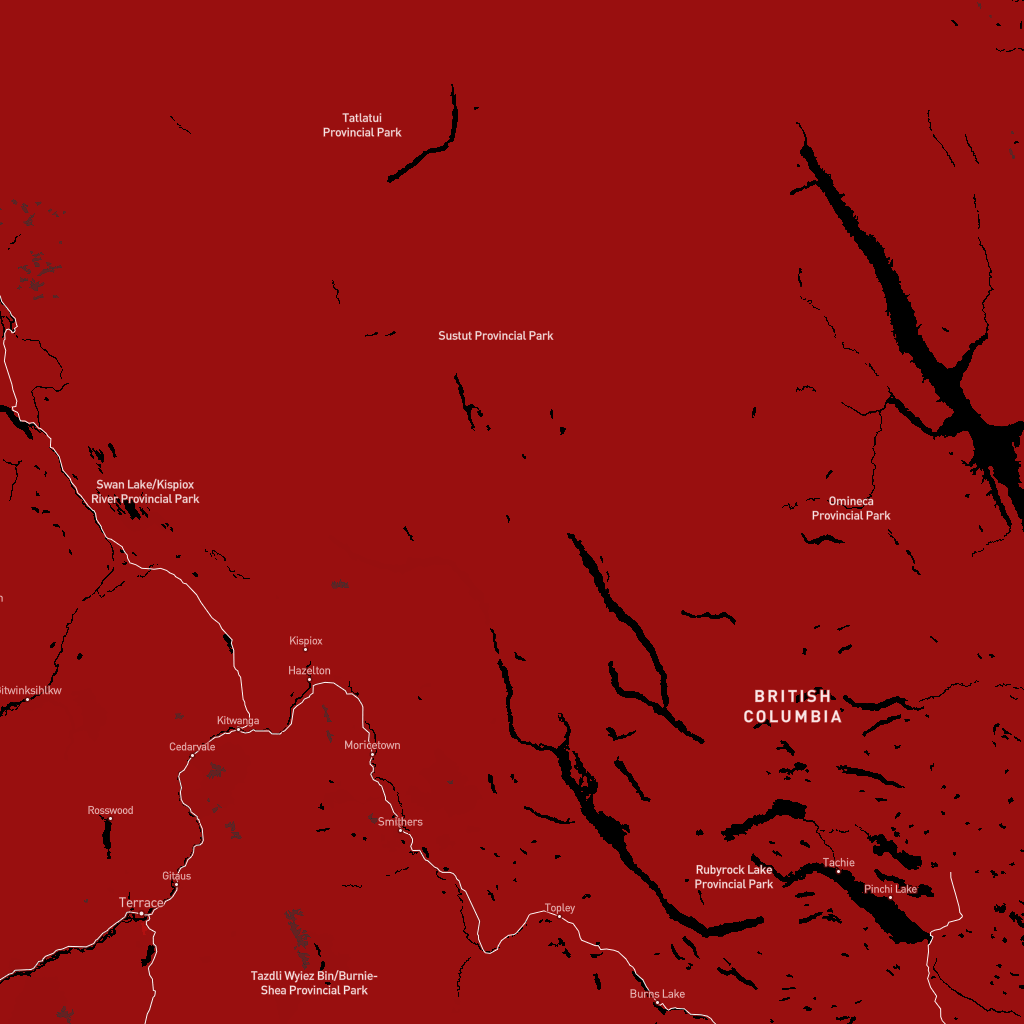 Tatlatui
Provincial Park
Sustut Provincial Park
Swan Lake/Kispiox
River Provincial Park
Omineca
Provincial Park
Kispiox
Hazelton
Gitwinksihlkw
BRITISH
COLUMBIA
Kitwanga
Cedarvale
Moricetown
Rosswood
Smithers
Tachie
Rubyrock Lake
Provincial Park
Gitaus
Pinchi Lake
Terrace
Topley
Tazdli Wyiez Bin/Burnie-
Shea Provincial Park
Burns Lake